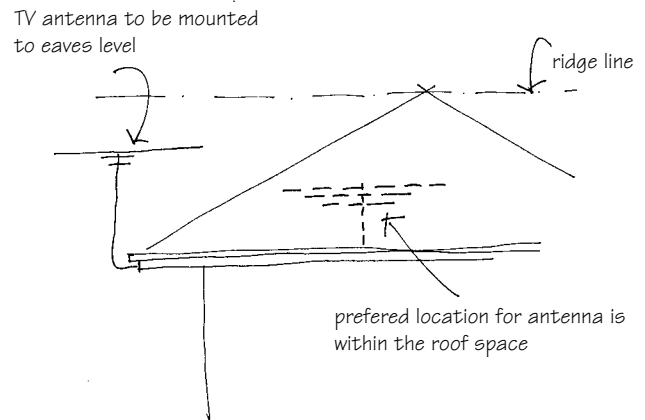 TV antenna to be mounted
to eaves level
ridge line
prefered location for antenna is
within the roof space